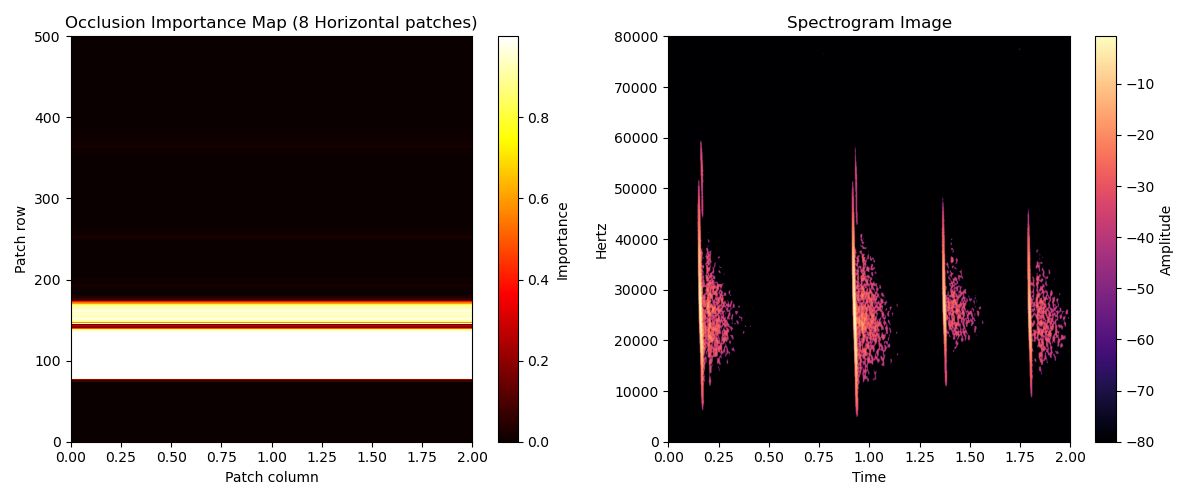 Occlusion Importance Map (8 Horizontal patches)
500
400
300
200
100
0
Patch row
0.00 0.25 0.50 0.75 1.00 1.25 1.50 1.75 2.00
Patch column
0.8
0.6
0.4
0.2
0.0
Importance
Spectrogram Image
80000
70000
60000
50000
40000
30000
20000
10000
0
Hertz
0.00 0.25 0.50 0.75 1.00 1.25 1.50 1.75 2.00
Time
−10
−20
−30
−40
−50
−60
−70
−80
Amplitude